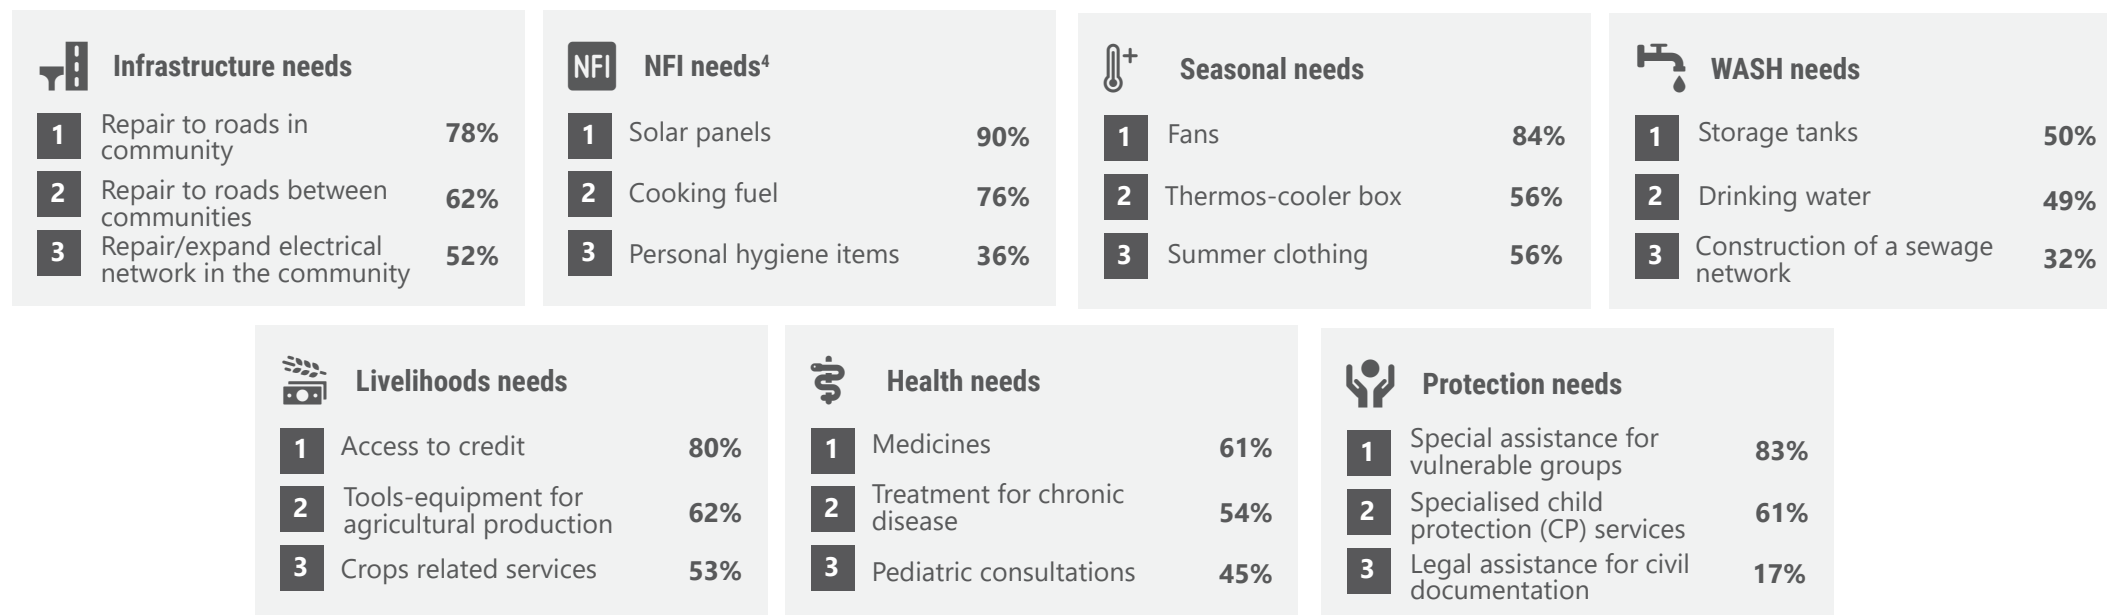 Infrastructure needs
1 Repair to roads in
community 78%
2 Repair to roads between
communities 62%
3 Repair/expand electrical
network in the community 52%
NFI NFI needs⁴
1 Solar panels 90%
2 Cooking fuel 76%
3 Personal hygiene items 36%
Seasonal needs
1 Fans 84%
2 Thermos-cooler box 56%
3 Summer clothing 56%
WASH needs
1 Storage tanks 50%
2 Drinking water 49%
3 Construction of a sewage
network 32%
Livelihoods needs
1 Access to credit 80%
2 Tools-equipment for
agricultural production 62%
3 Crops related services 53%
Health needs
1 Medicines 61%
2 Treatment for chronic
disease 54%
3 Pediatric consultations 45%
Protection needs
1 Special assistance for
vulnerable groups 83%
2 Specialised child
protection (CP) services 61%
3 Legal assistance for civil
documentation 17%